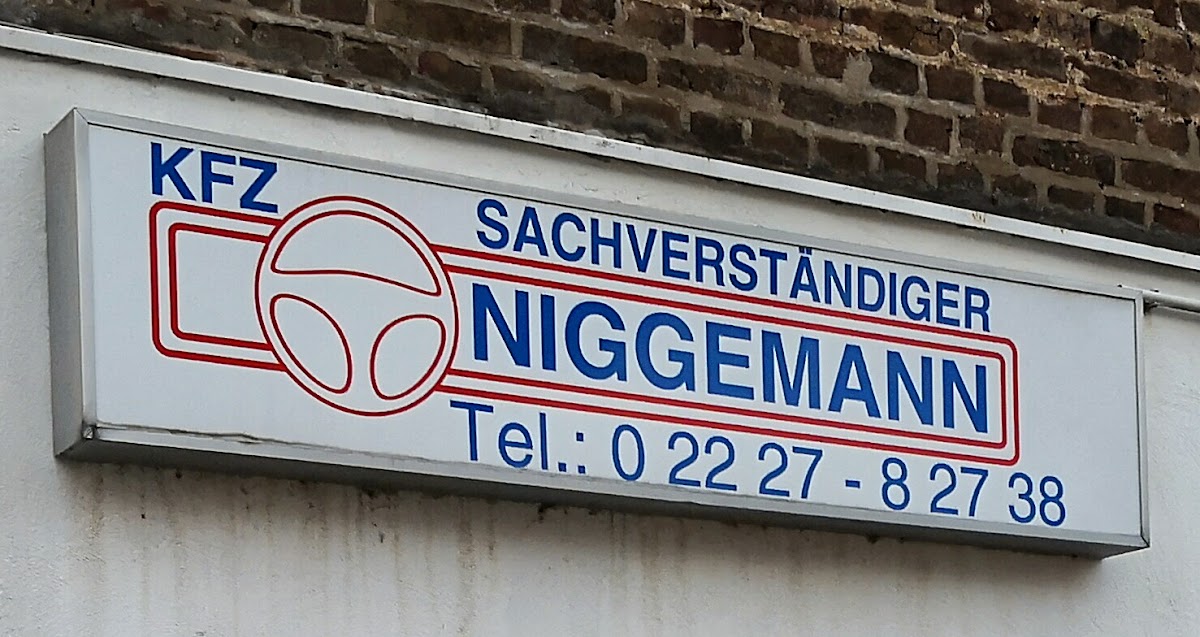 KFZ
SACHVERSTÄNDIGER
NIGGEMANN
Tel.: 0 22 27 - 8 27 38